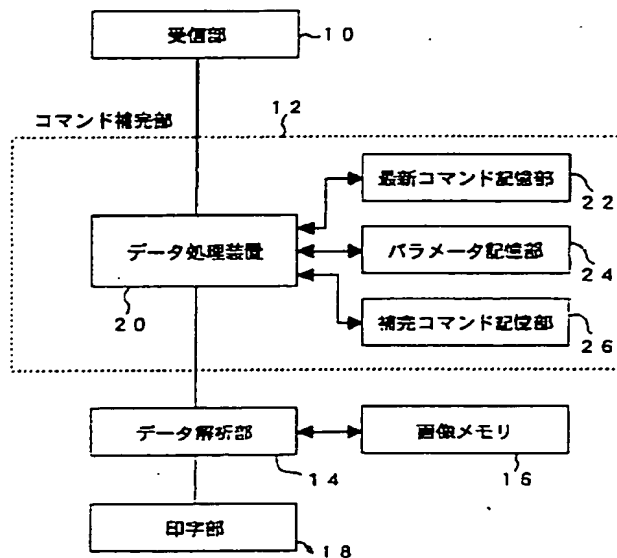 受信部
10
コマンド補完部
12
最新コマンド記憶部
22
データ処理装置
20
パラメータ記憶部
24
補完コマンド記憶部
26
データ解析部
14
画像メモリ
16
印字部
18